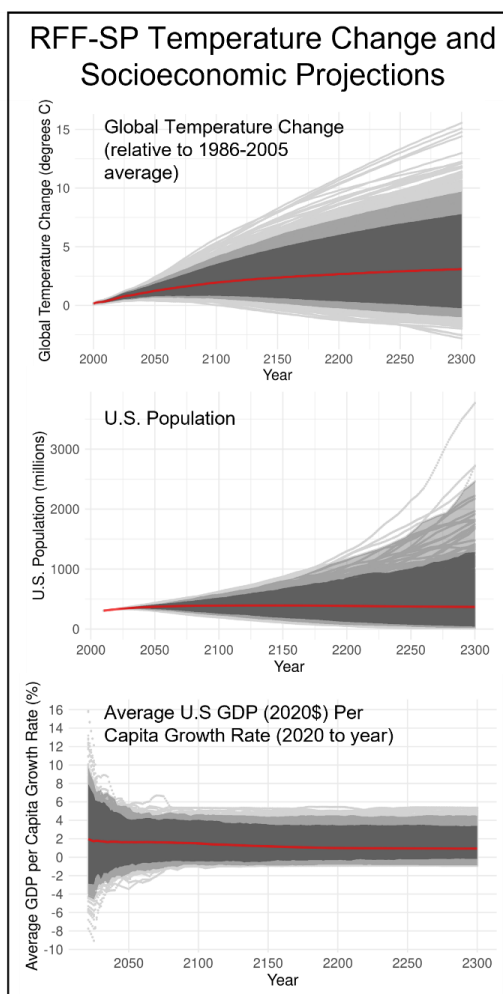 RFF-SP Temperature Change and
Socioeconomic Projections
Global Temperature Change (degrees C)
Global Temperature Change
(relative to 1986-2005
average)
15
10
5
0
2000 2050 2100 2150 2200 2250 2300
Year
U.S. Population (millions)
U.S. Population
3000
2000
1000
0
2000 2050 2100 2150 2200 2250 2300
Year
Average GDP per Capita Growth Rate (%)
Average U.S GDP (2020$) Per
Capita Growth Rate (2020 to year)
16
14
12
10
8
6
4
2
0
-2
-4
-6
-8
-10
2050 2100 2150 2200 2250 2300
Year